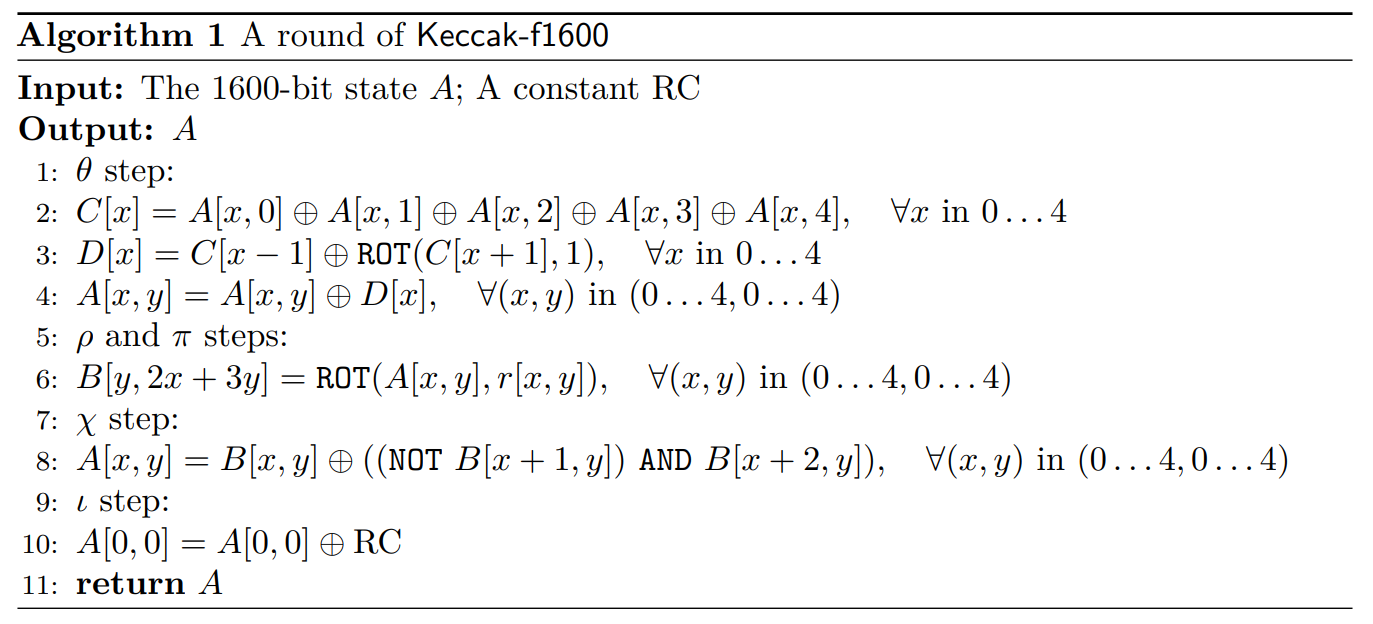 Algorithm 1 A round of Keccak-f1600
Input: The 1600-bit state A; A constant RC
Output: A
1: θ step:
2: C[x] = A[x, 0] ⊕ A[x, 1] ⊕ A[x, 2] ⊕ A[x, 3] ⊕ A[x, 4], ∀x in 0 . . . 4
3: D[x] = C[x − 1] ⊕ ROT(C[x + 1], 1), ∀x in 0 . . . 4
4: A[x, y] = A[x, y] ⊕ D[x], ∀(x, y) in (0 . . . 4, 0 . . . 4)
5: ρ and π steps:
6: B[y, 2x + 3y] = ROT(A[x, y], r[x, y]), ∀(x, y) in (0 . . . 4, 0 . . . 4)
7: χ step:
8: A[x, y] = B[x, y] ⊕ ((NOT B[x + 1, y]) AND B[x + 2, y]), ∀(x, y) in (0 . . . 4, 0 . . . 4)
9: ι step:
10: A[0, 0] = A[0, 0] ⊕ RC
11: return A